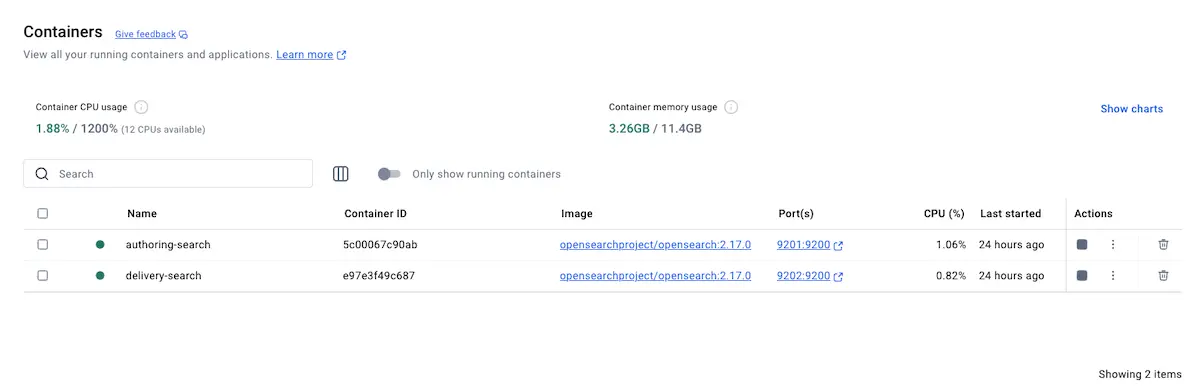 Containers Give feedback
View all your running containers and applications. Learn more
Container CPU usage Container memory usage
1.88% / 1200% (12 CPUs available) 3.26GB / 11.4GB Show charts
Search Only show running containers
Name Container ID Image Port(s) CPU (%) Last started Actions
authoring-search 5c00067c90ab opensearchproject/opensearch:2.17.0 9201:9200 1.06% 24 hours ago
delivery-search e97e3f49c687 opensearchproject/opensearch:2.17.0 9202:9200 0.82% 24 hours ago
Showing 2 items